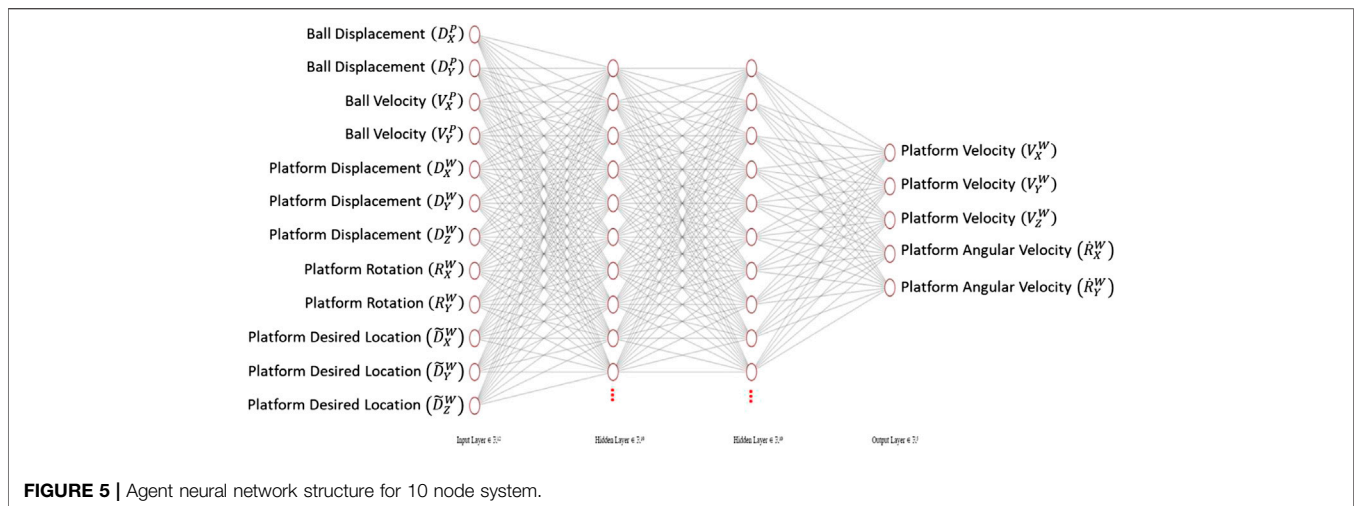 Ball Displacement (D_X^P)
Ball Displacement (D_Y^P)
Ball Velocity (V_X^P)
Ball Velocity (V_Y^P)
Platform Displacement (D_X^W)
Platform Displacement (D_Y^W)
Platform Displacement (D_Z^W)
Platform Rotation (R_X^W)
Platform Rotation (R_Y^W)
Platform Desired Location (D̃_X^W)
Platform Desired Location (D̃_Y^W)
Platform Desired Location (D̃_Z^W)
Platform Velocity (V_X^W)
Platform Velocity (V_Y^W)
Platform Velocity (V_Z^W)
Platform Angular Velocity (Ṙ_X^W)
Platform Angular Velocity (Ṙ_Y^W)
Input Layer ∈
Hidden Layer ∈
Hidden Layer ∈
Output Layer ∈
FIGURE 5 | Agent neural network structure for 10 node system.